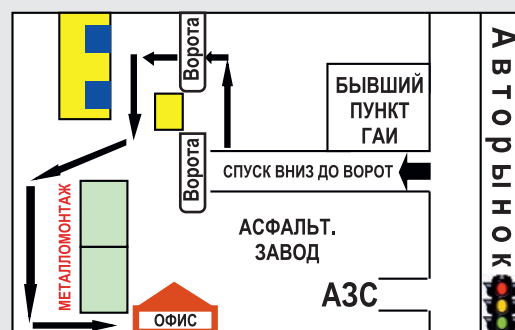 Ворота
БЫВШИЙ
ПУНКТ
ГАИ
Авторынок
Ворота
СПУСК ВНИЗ ДО ВОРОТ
МЕТАЛЛОМОНТАЖ
АСФАЛЬТ.
ЗАВОД
АЗС
ОФИС